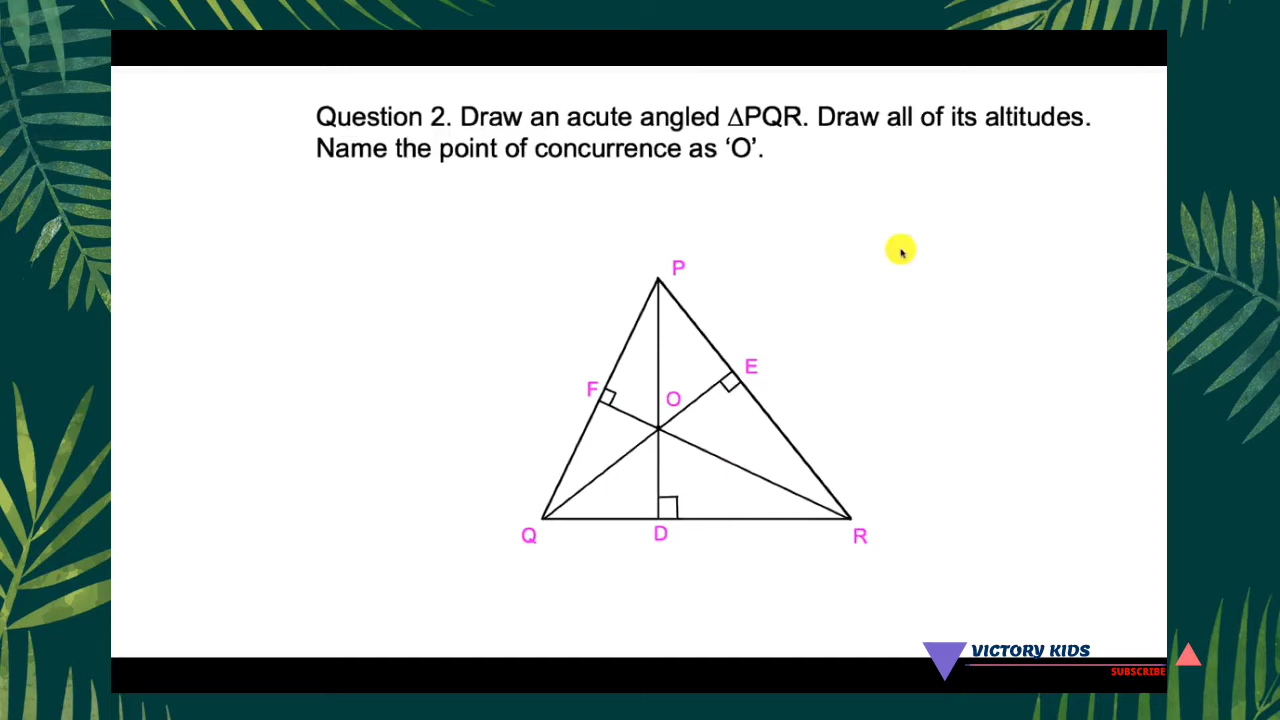 Question 2. Draw an acute angled ∆PQR. Draw all of its altitudes.
Name the point of concurrence as ‘O’.
P
E
F
O
Q
D
R
VICTORY KIDS
SUBSCRIBE